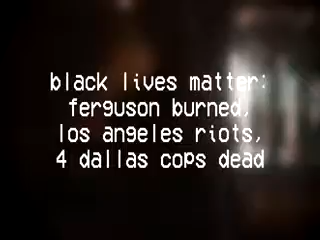 black lives matter:
ferguson burned,
los angeles riots,
4 dallas cops dead